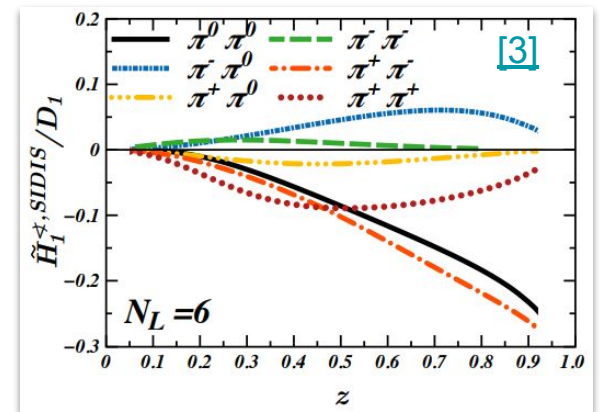 0.2
π⁰ π⁰ π⁻ π⁻ [3]
π⁻ π⁰ π⁺ π⁻
0.1
π⁺ π⁰ π⁺ π⁺
0
−0.1
−0.2
N_L =6
−0.3
0 0.1 0.2 0.3 0.4 0.5 0.6 0.7 0.8 0.9 1.0
z
H̃₁^{∢,SIDIS}/D₁